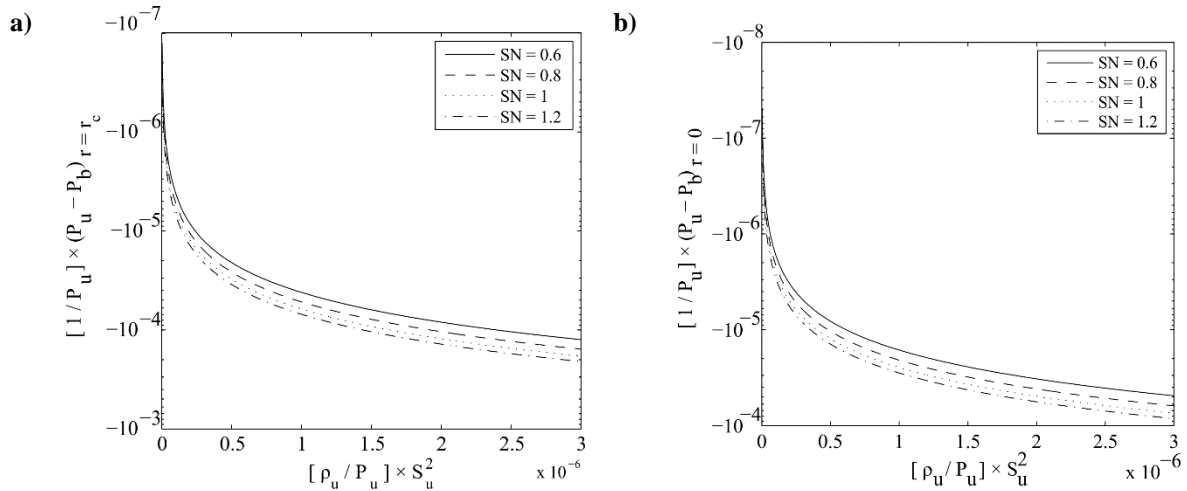 a)
[ 1 / P_u ] × (P_u − P_b)_{r = r_c}
−10^{−7}
−10^{−6}
−10^{−5}
−10^{−4}
−10^{−3}
SN = 0.6
SN = 0.8
SN = 1
SN = 1.2
0 0.5 1 1.5 2 2.5 3
x 10^{−6}
[ ρ_u / P_u ] × S_u^2
b)
[ 1 / P_u ] × (P_u − P_b)_{r = 0}
−10^{−8}
−10^{−7}
−10^{−6}
−10^{−5}
−10^{−4}
SN = 0.6
SN = 0.8
SN = 1
SN = 1.2
0 0.5 1 1.5 2 2.5 3
x 10^{−6}
[ ρ_u / P_u ] × S_u^2